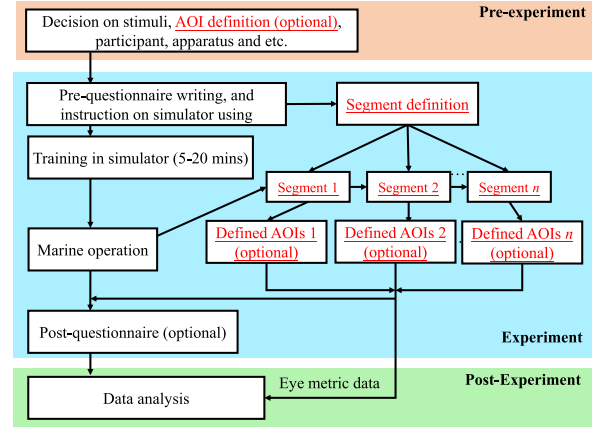 Pre-experiment
Decision on stimuli, AOI definition (optional),
participant, apparatus and etc.
Pre-questionnaire writing, and
instruction on simulator using
Segment definition
Training in simulator (5-20 mins)
...
Segment 1
Segment 2
Segment n
Marine operation
Defined AOIs 1
(optional)
Defined AOIs 2
(optional)
Defined AOIs n
(optional)
Post-questionnaire (optional)
Experiment
Post-Experiment
Eye metric data
Data analysis